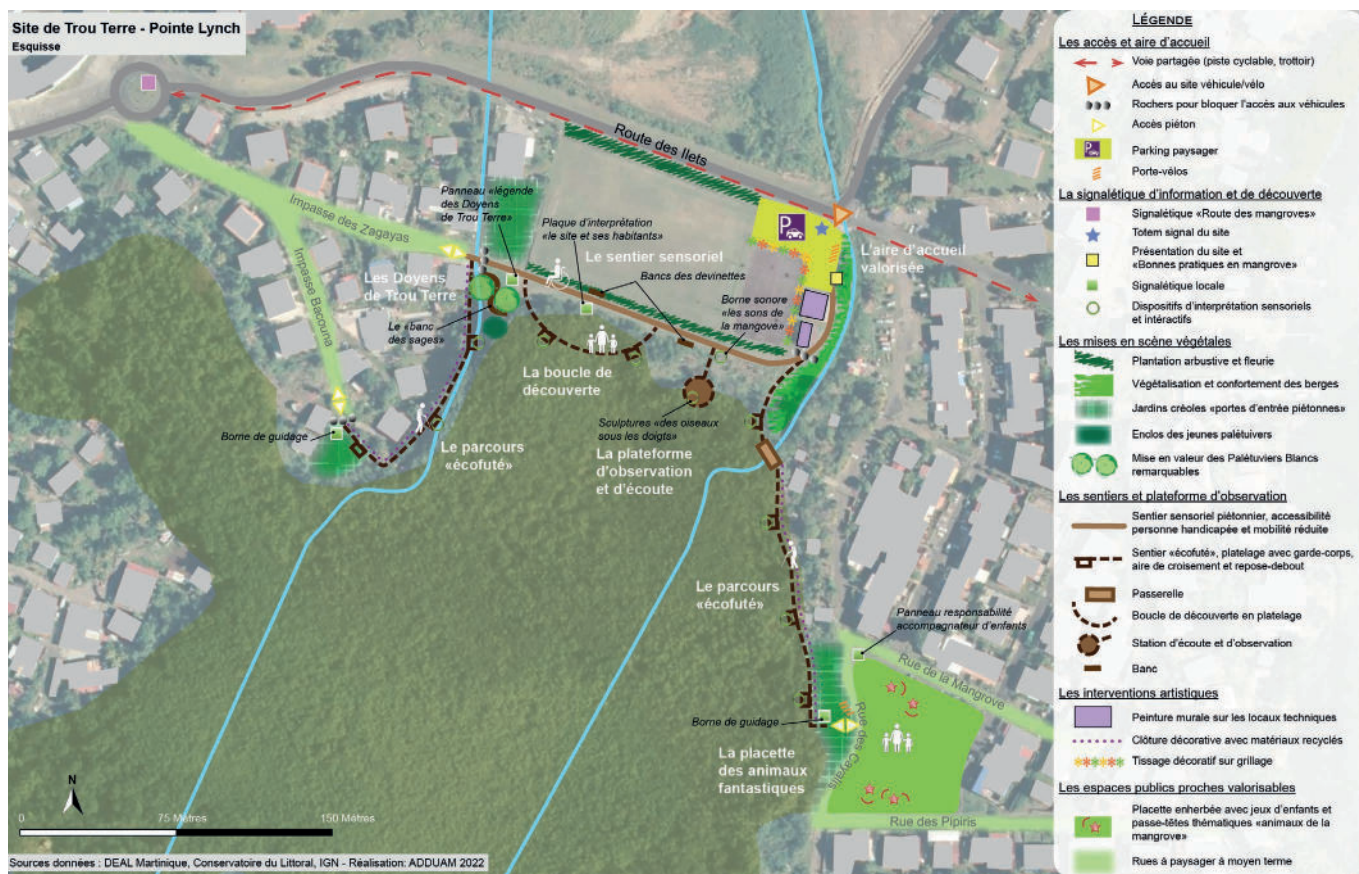 Site de Trou Terre - Pointe Lynch
Esquisse
Route des Ilets
Impasse des Zagayas
Impasse Bacouna
Panneau «légende
des Doyens
de Trou Terre»
Plaque d'interprétation
«le site et ses habitants»
Le sentier sensoriel
Bancs des devinettes
L'aire d'accueil
valorisée
Les Doyens
de Trou Terre
Borne sonore
«les sons de
la mangove»
Le «banc
des sages»
La boucle de
découverte
Sculptures «des oiseaux
sous les doigts»
Borne de guidage
Le parcours
«écofuté»
La plateforme
d'observation
et d'écoute
Le parcours
«écofuté»
Panneau responsabilité
accompagnateur d'enfants
Rue de la Mangrove
Borne de guidage
Rue des Cayalis
La placette
des animaux
fantastiques
Rue des Pipiris
N
0 75 Mètres 150 Mètres
Sources données : DEAL Martinique, Conservatoire du Littoral, IGN - Réalisation: ADDUAM 2022
LÉGENDE
Les accès et aire d'accueil
Voie partagée (piste cyclable, trottoir)
Accès au site véhicule/vélo
Rochers pour bloquer l'accès aux véhicules
Accès piéton
P
Parking paysager
Porte-vélos
La signalétique d'information et de découverte
Signalétique «Route des mangroves»
Totem signal du site
Présentation du site et
«Bonnes pratiques en mangrove»
Signalétique locale
Dispositifs d'interprétation sensoriels
et intéractifs
Les mises en scène végétales
Plantation arbustive et fleurie
Végétalisation et confortement des berges
Jardins créoles «portes d'entrée piétonnes»
Enclos des jeunes palétuivers
Mise en valeur des Palétuviers Blancs
remarquables
Les sentiers et plateforme d'observation
Sentier sensoriel piètonnier, accessibilité
personne handicapée et mobilité réduite
Sentier «écofuté», platelage avec garde-corps,
aire de croisement et repose-debout
Passerelle
Boucle de découverte en platelage
Station d'écoute et d'observation
Banc
Les interventions artistiques
Peinture murale sur les locaux techniques
Clôture décorative avec matériaux recyclés
Tissage décoratif sur grillage
Les espaces publics proches valorisables
Placette enherbée avec jeux d'enfants et
passe-têtes thématiques «animaux de la
mangrove»
Rues à paysager à moyen terme